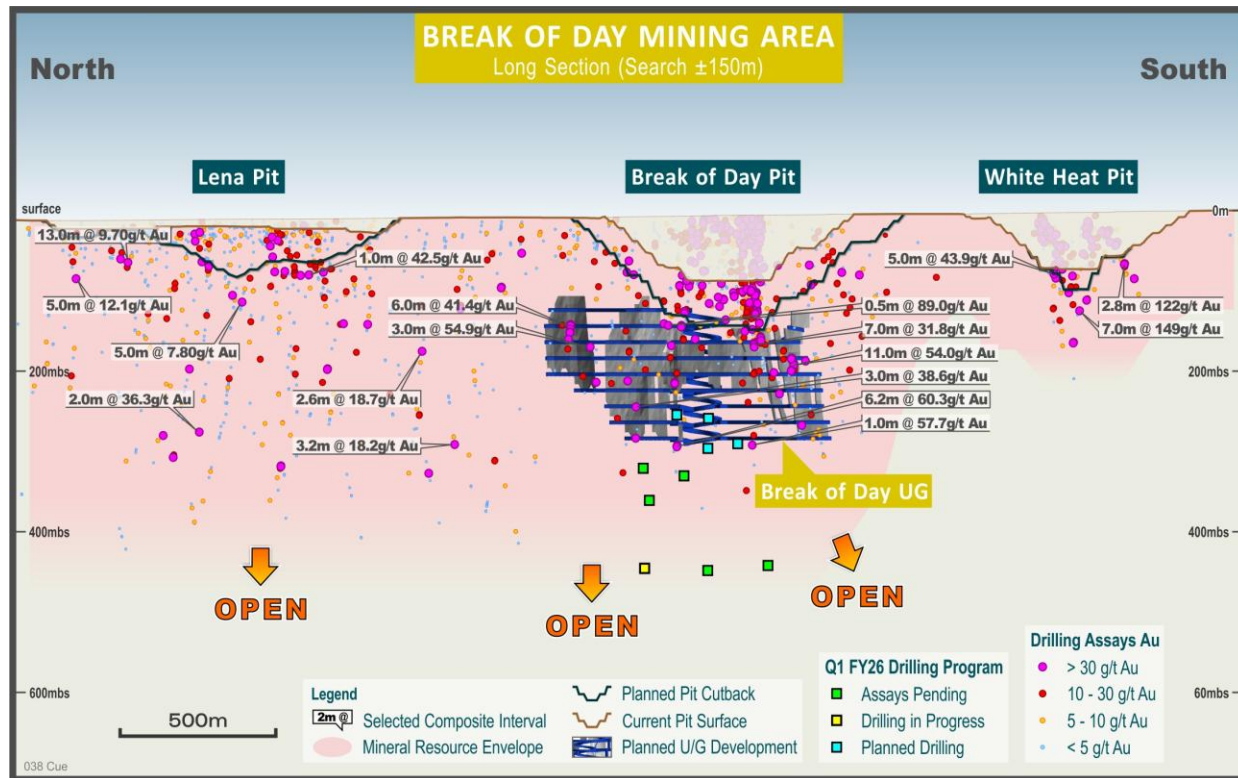 BREAK OF DAY MINING AREA
Long Section (Search ±150m)
North
South
Lena Pit
Break of Day Pit
White Heat Pit
surface
0m
13.0m @ 9.70g/t Au
1.0m @ 42.5g/t Au
5.0m @ 43.9g/t Au
5.0m @ 12.1g/t Au
6.0m @ 41.4g/t Au
0.5m @ 89.0g/t Au
2.8m @ 122g/t Au
3.0m @ 54.9g/t Au
7.0m @ 31.8g/t Au
7.0m @ 149g/t Au
5.0m @ 7.80g/t Au
11.0m @ 54.0g/t Au
200mbs
200mbs
3.0m @ 38.6g/t Au
2.0m @ 36.3g/t Au
2.6m @ 18.7g/t Au
6.2m @ 60.3g/t Au
1.0m @ 57.7g/t Au
3.2m @ 18.2g/t Au
Break of Day UG
400mbs
400mbs
OPEN
OPEN
OPEN
600mbs
60mbs
500m
Legend
2m @
Selected Composite Interval
Mineral Resource Envelope
Planned Pit Cutback
Current Pit Surface
Planned U/G Development
Q1 FY26 Drilling Program
Assays Pending
Drilling in Progress
Planned Drilling
Drilling Assays Au
> 30 g/t Au
10 - 30 g/t Au
5 - 10 g/t Au
< 5 g/t Au
038 Cue